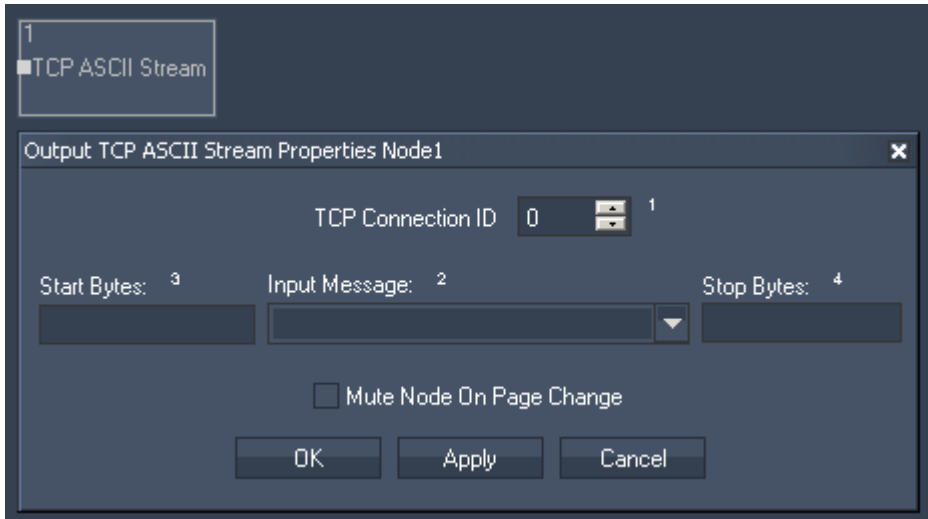 1
TCP ASCII Stream
Output TCP ASCII Stream Properties Node1
TCP Connection ID 0 1
Start Bytes: 3 Input Message: 2 Stop Bytes: 4
Mute Node On Page Change
OK Apply Cancel